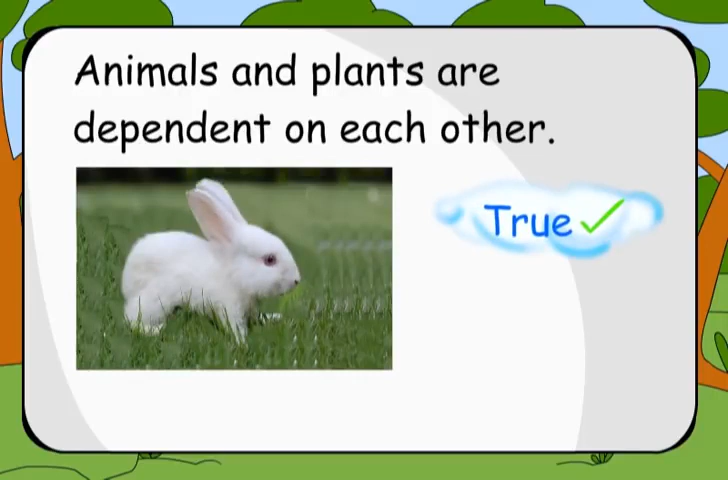 Animals and plants are
dependent on each other.
True